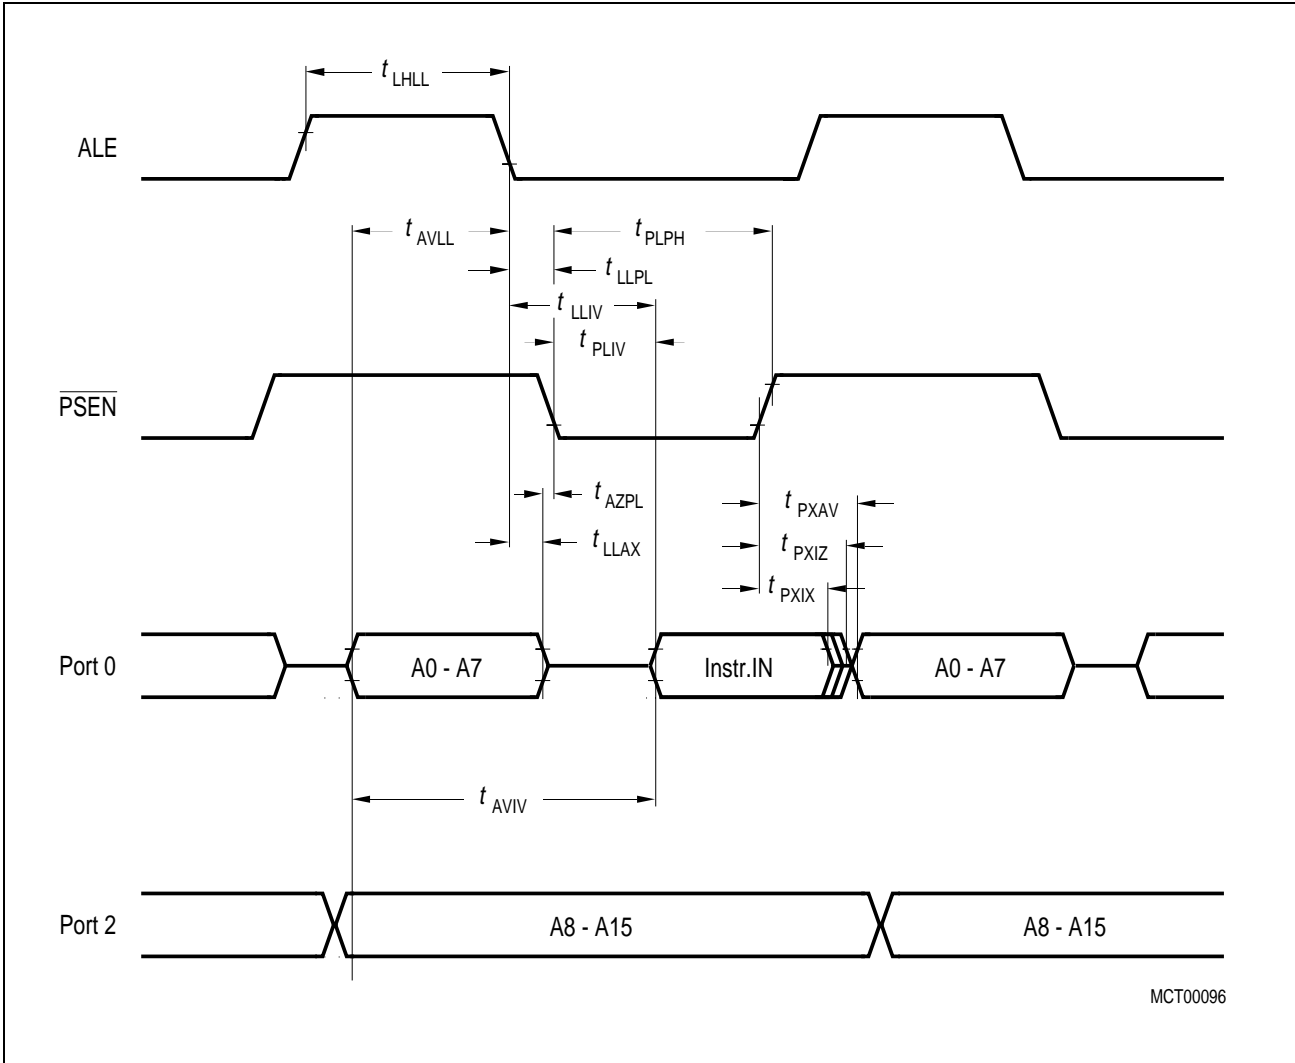 t LHLL
ALE
t AVLL
t PLPH
t LLPL
t LLIV
t PLIV
PSEN
t AZPL
t PXAV
t LLAX
t PXIZ
t PXIX
Port 0
A0 - A7
Instr.IN
A0 - A7
t AVIV
Port 2
A8 - A15
A8 - A15
MCT00096